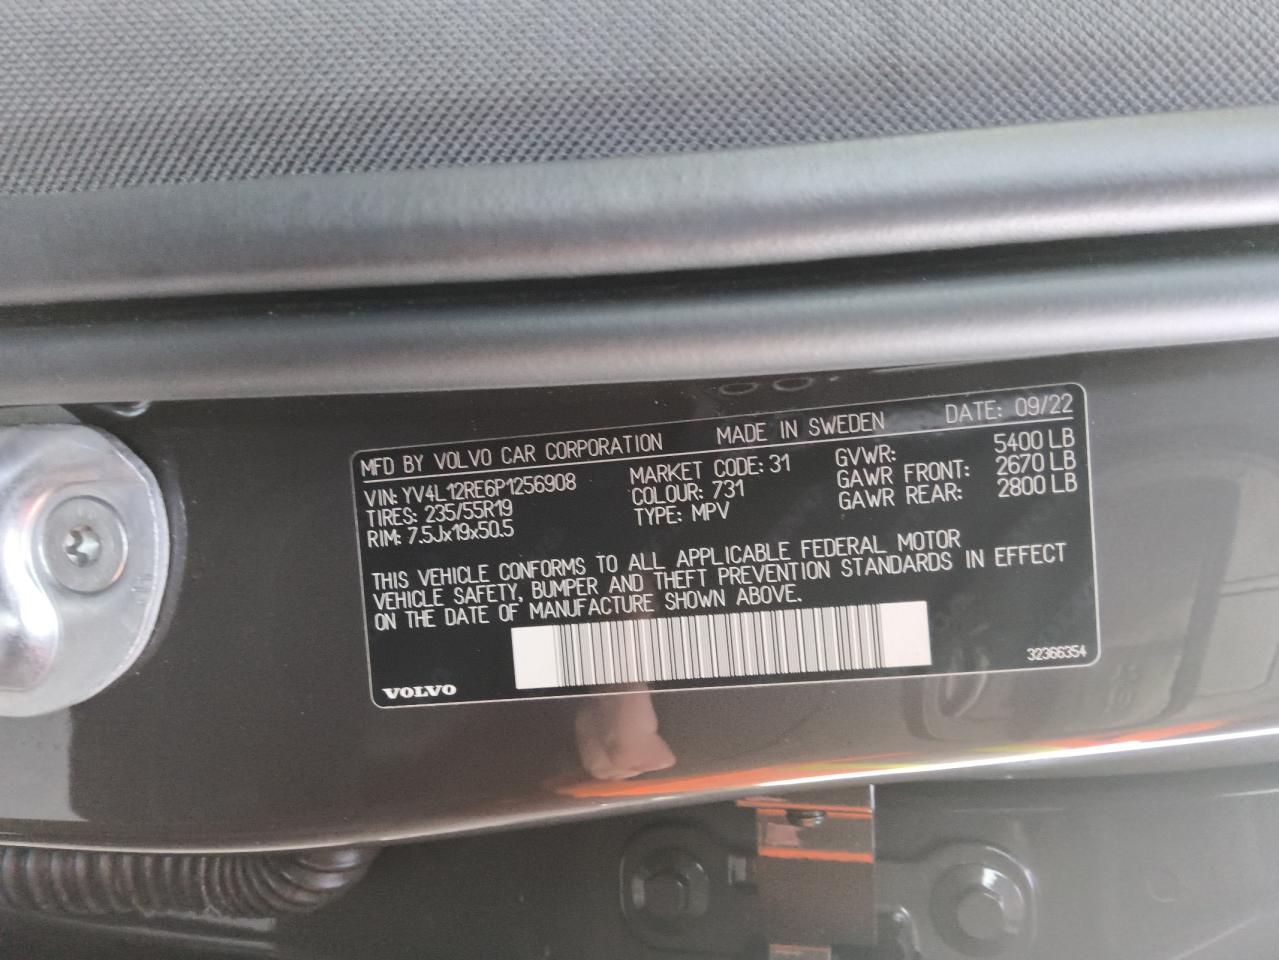 MFD BY VOLVO CAR CORPORATION MADE IN SWEDEN DATE: 09/22
VIN: YV4L12RE6P1256908 MARKET CODE: 31 GVWR: 5400 LB
TIRES: 235/55R19 COLOUR: 731 GAWR FRONT: 2670 LB
RIM: 7.5Jx19x50.5 TYPE: MPV GAWR REAR: 2800 LB
THIS VEHICLE CONFORMS TO ALL APPLICABLE FEDERAL MOTOR
VEHICLE SAFETY, BUMPER AND THEFT PREVENTION STANDARDS IN EFFECT
ON THE DATE OF MANUFACTURE SHOWN ABOVE.
VOLVO 32366354